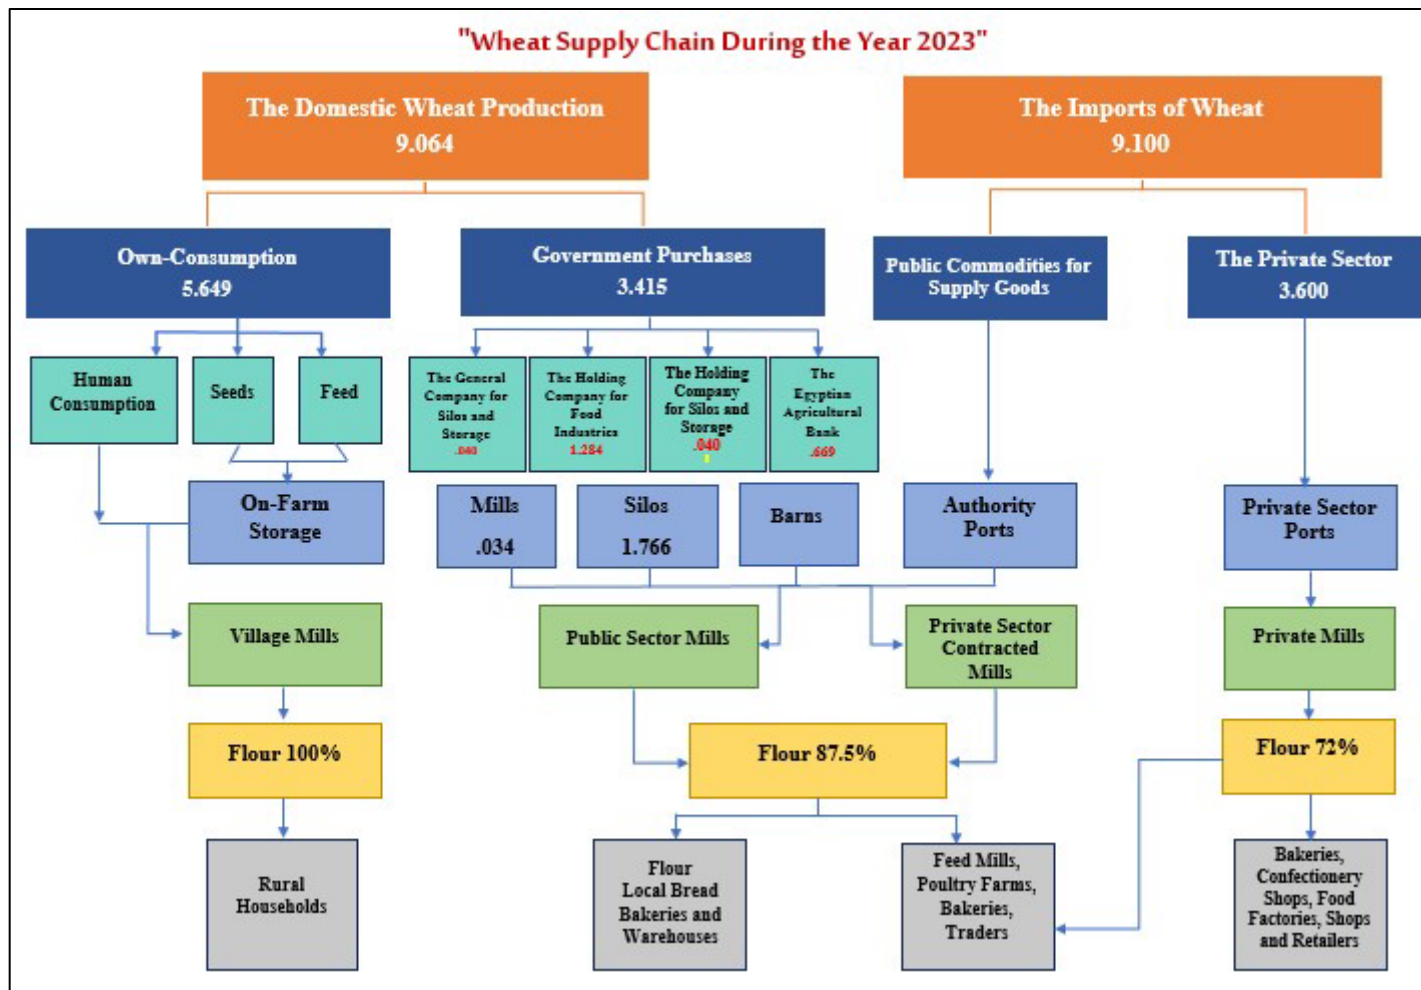 "Wheat Supply Chain During the Year 2023"
The Domestic Wheat Production
9.064
The Imports of Wheat
9.100
Own-Consumption
5.649
Government Purchases
3.415
Public Commodities for
Supply Goods
The Private Sector
3.600
Human
Consumption
Seeds
Feed
The General
Company for
Silos and
Storage
.040
The Holding
Company for
Food
Industries
1.284
The Holding
Company
for Silos and
Storage
.040
The
Egyptian
Agricultural
Bank
.669
On-Farm
Storage
Mills
.034
Silos
1.766
Barns
Authority
Ports
Private Sector
Ports
Village Mills
Public Sector Mills
Private Sector
Contracted
Mills
Private Mills
Flour 100%
Flour 87.5%
Flour 72%
Rural
Households
Flour
Local Bread
Bakeries and
Warehouses
Feed Mills,
Poultry Farms,
Bakeries,
Traders
Bakeries,
Confectionery
Shops, Food
Factories, Shops
and Retailers